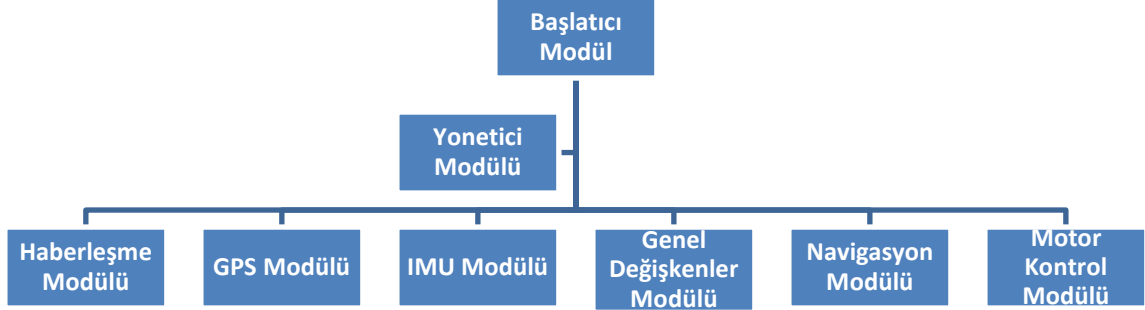 Başlatıcı
Modül
Yonetici
Modülü
Haberleşme
Modülü
GPS Modülü
IMU Modülü
Genel
Değişkenler
Modülü
Navigasyon
Modülü
Motor
Kontrol
Modülü